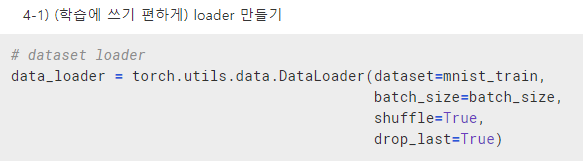 4-1) (학습에 쓰기 편하게) loader 만들기
# dataset loader
data_loader = torch.utils.data.DataLoader(dataset=mnist_train,
                                          batch_size=batch_size,
                                          shuffle=True,
                                          drop_last=True)